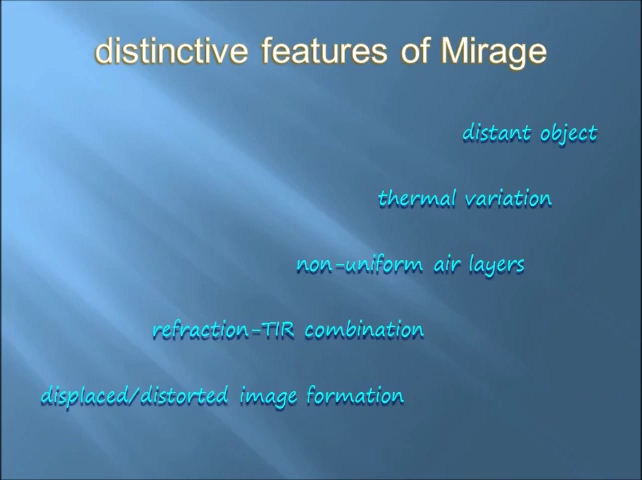 distinctive features of Mirage
distant object
thermal variation
non-uniform air layers
refraction-TIR combination
displaced/distorted image formation